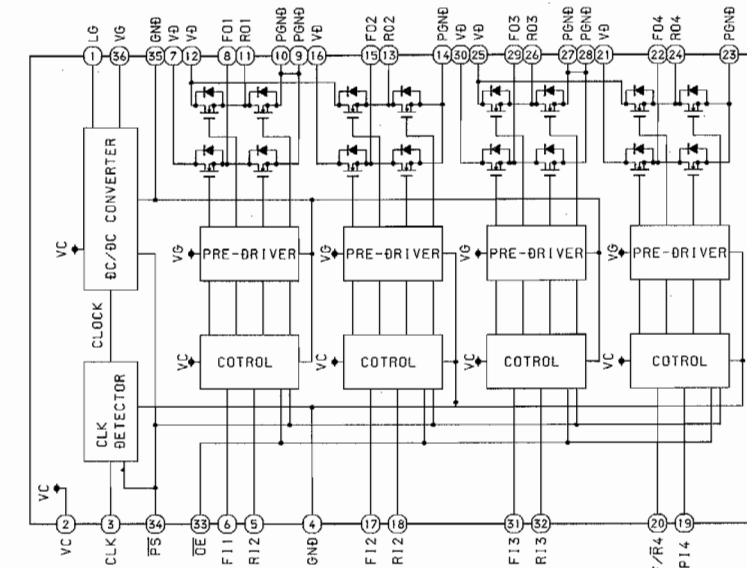 LG VG GND VD VD FO1 RO1 PGND PGND VD FO2 RO2 PGND VD VD FO3 RO3 PGND PGND VD FO4 RO4 PGND
1 36 35 7 12 8 11 10 9 16 15 13 14 30 25 29 26 27 28 21 22 24 23
DC/DC CONVERTER
VC
VG PRE-DRIVER VG PRE-DRIVER VG PRE-DRIVER VG PRE-DRIVER
CLOCK
VC COTROL VC COTROL VC COTROL VC COTROL
CLK
DETECTOR
VC
2 3 34 33 6 5 4 17 18 31 32 20 19
VC CLK PS OE FI1 RI2 GND FI2 RI2 FI3 RI3 /R4 PI4